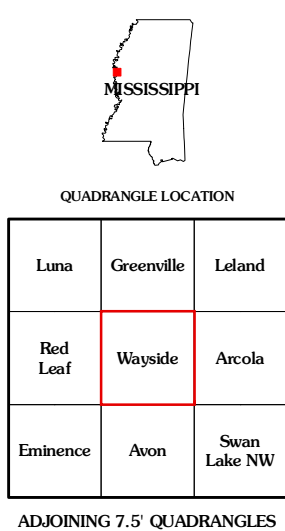 MISSISSIPPI
QUADRANGLE LOCATION
Luna
Greenville
Leland
Red
Leaf
Wayside
Arcola
Eminence
Avon
Swan
Lake NW
ADJOINING 7.5' QUADRANGLES